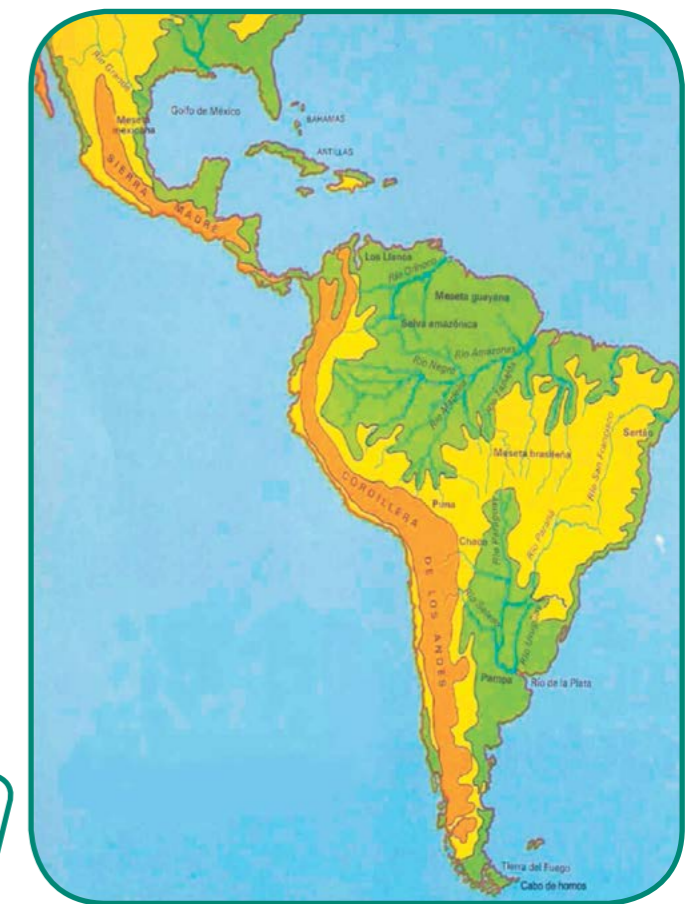 Río Grande
Golfo de México
Meseta
mexicana
BAHAMAS
ANTILLAS
SIERRA MADRE
Los Llanos
Río Orinoco
Meseta guayana
Selva amazónica
Río Amazonas
Río Negro
Sertão
Meseta brasileña
Río San Francisco
CORDILLERA DE LOS ANDES
Puna
Río Paraguay
Río Paraná
Chaco
Río Uruguay
Pampa
Río de la Plata
Tierra del Fuego
Cabo de hornos